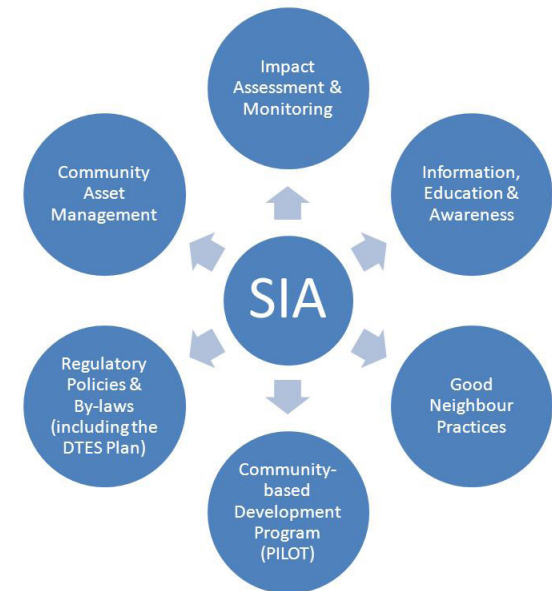 Impact
Assessment &
Monitoring
Information,
Education &
Awareness
Good
Neighbour
Practices
Community-
based
Development
Program
(PILOT)
Regulatory
Policies &
By-laws
(including the
DTES Plan)
Community
Asset
Management
SIA